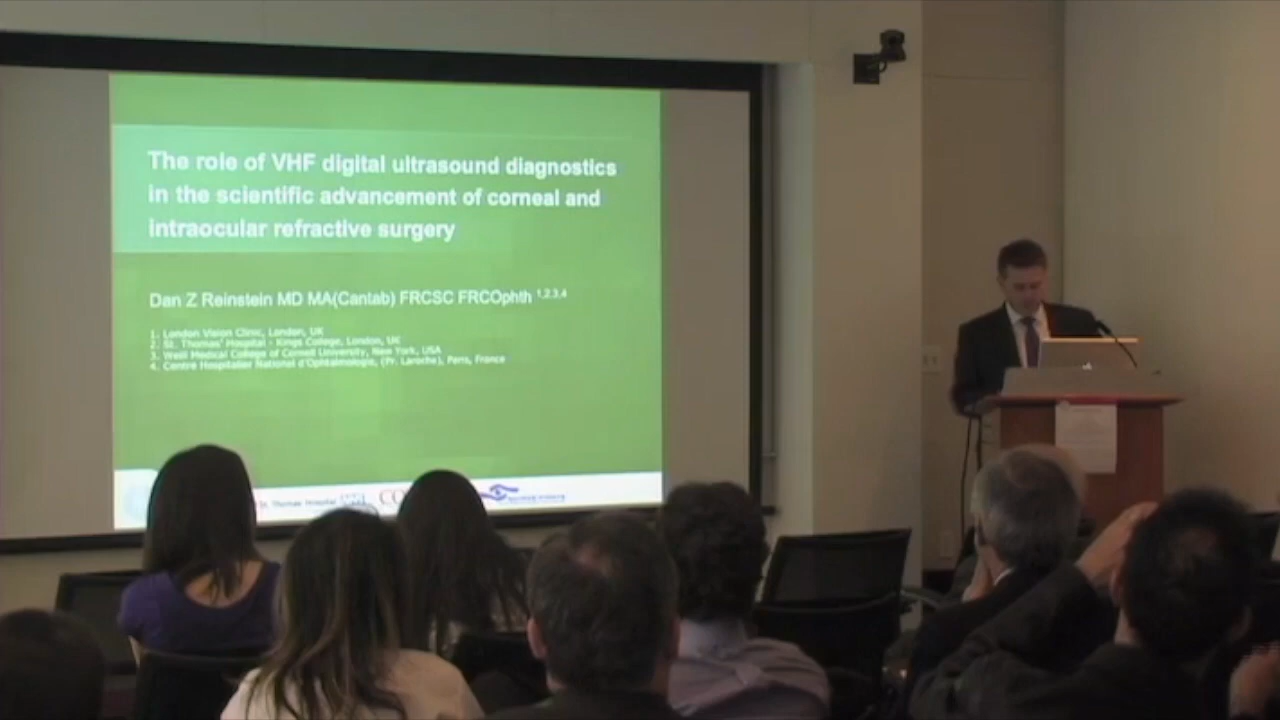 The role of VHF digital ultrasound diagnostics
in the scientific advancement of corneal and
intraocular refractive surgery
Dan Z Reinstein MD MA(Cantab) FRCSC FRCOphth 1,2,3,4
1. London Vision Clinic, London, UK
2. St. Thomas' Hospital - Kings College, London, UK
3. Weill Medical College of Cornell University, New York, USA
4. Centre Hospitalier National d'Ophtalmologie, (Pr. Laroche), Paris, France
St. Thomas' Hospital